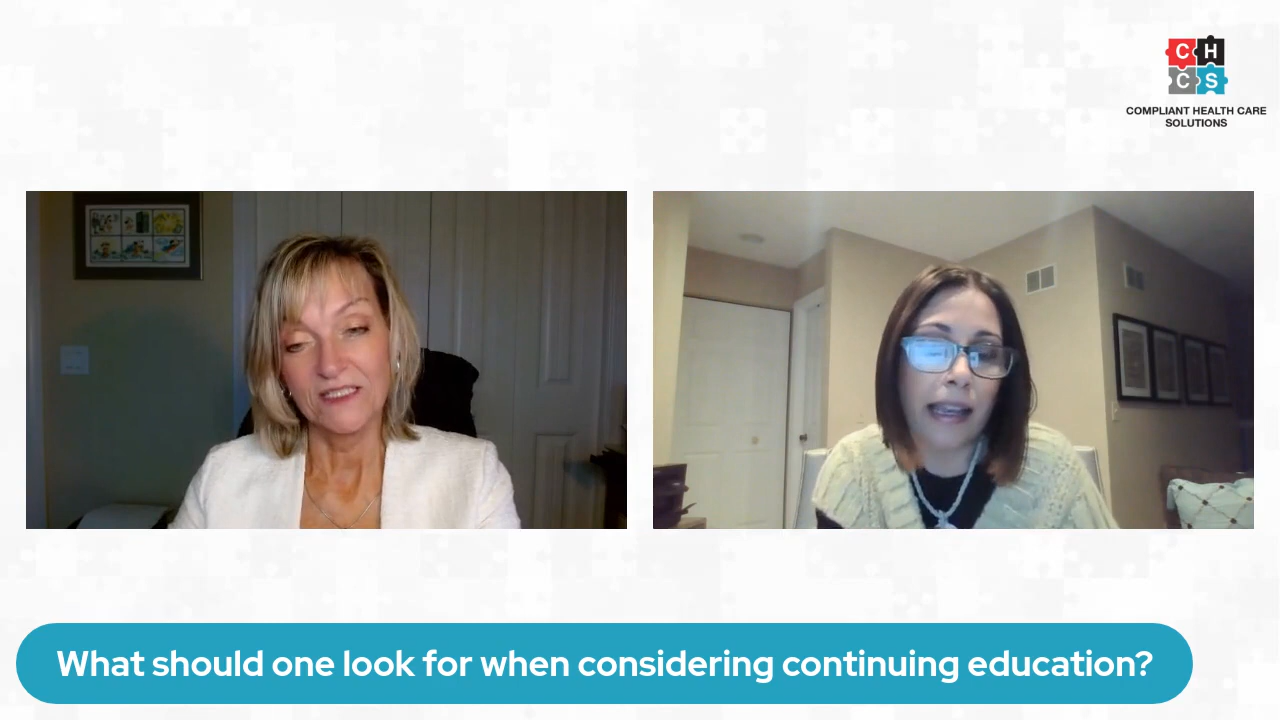 C H
C S
COMPLIANT HEALTH CARE
SOLUTIONS
What should one look for when considering continuing education?